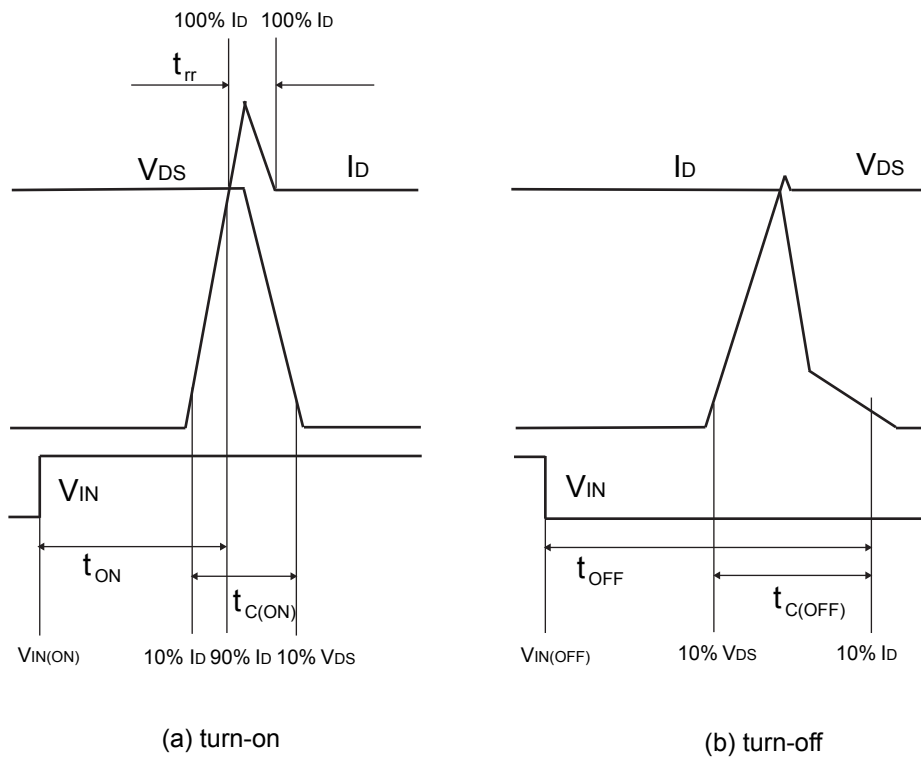 100% ID 100% ID
trr
VDS ID
ID VDS
VIN
VIN
tON
tOFF
tC(ON)
tC(OFF)
VIN(ON) 10% ID 90% ID 10% VDS
VIN(OFF) 10% VDS 10% ID
(a) turn-on
(b) turn-off